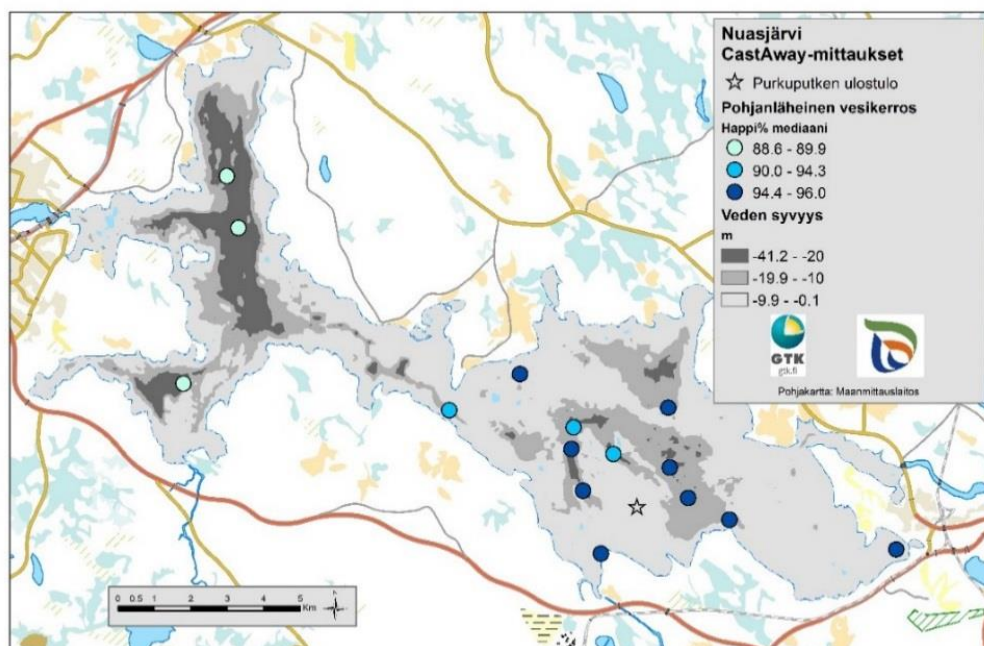 Nuasjärvi
CastAway-mittaukset
Purkuputken ulostulo
Pohjanläheinen vesikerros
Happi% mediaani
88.6 - 89.9
90.0 - 94.3
94.4 - 96.0
Veden syvyys
m
-41.2 - -20
-19.9 - -10
-9.9 - -0.1
GTK
gtk.fi
Pohjakartta: Maanmittauslaitos
0 0.5 1 2 3 4 5
Km